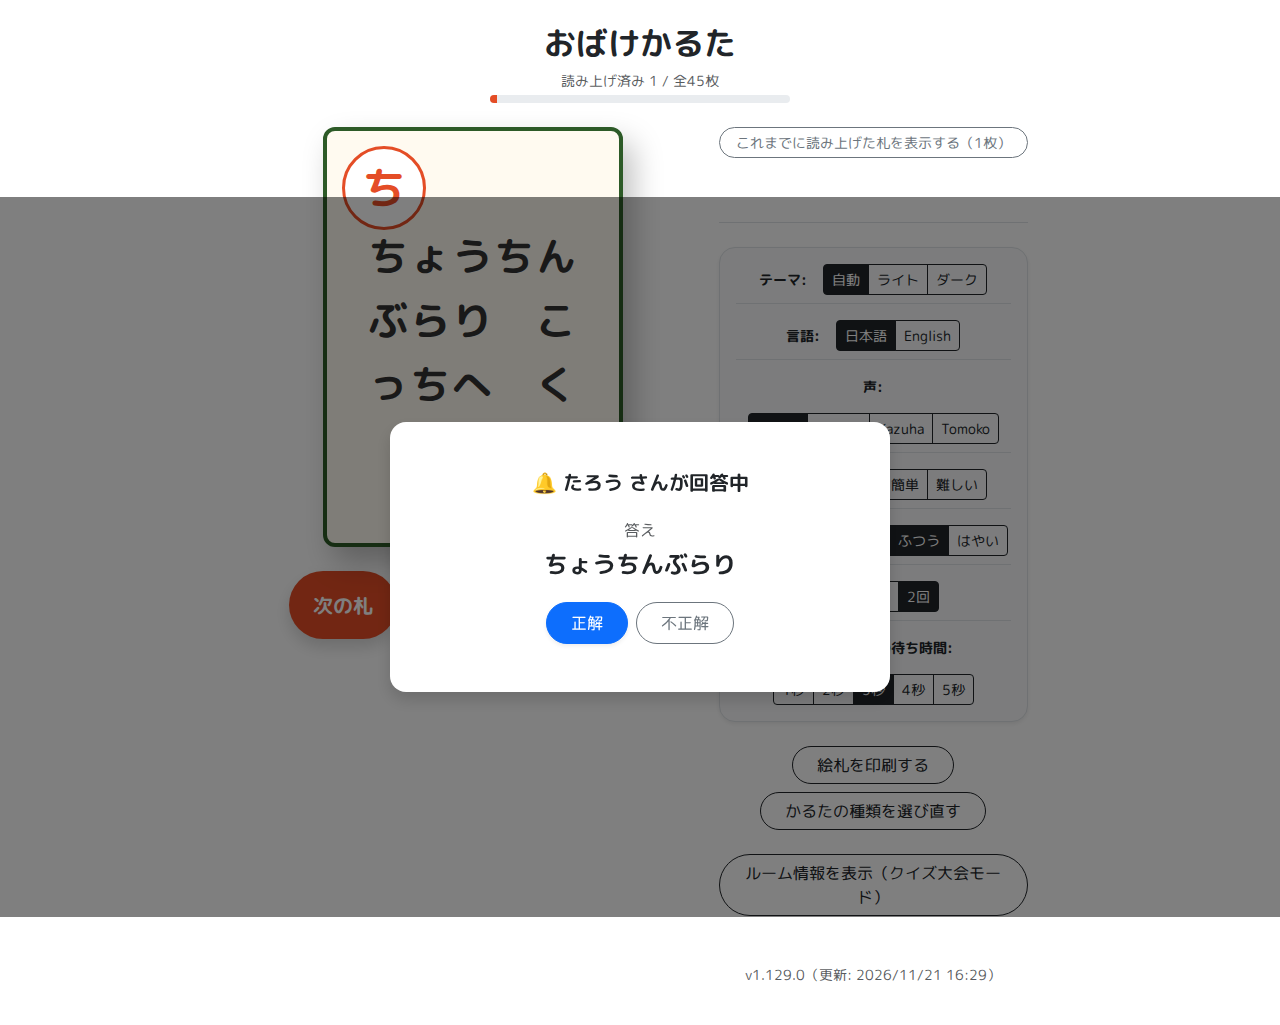 おばけかるた
読み上げ済み 1 / 全45枚
これまでに読み上げた札を表示する（1枚）
ち
ちょうちん
ぶらり　こ
っちへ　く
次の札
テーマ: 自動 ライト ダーク
言語: 日本語 English
声:
Tomoko
簡単 難しい
ふつう はやい
2回
待ち時間:
4秒 5秒
🔔 たろう さんが回答中
答え
ちょうちんぶらり
正解 不正解
絵札を印刷する
かるたの種類を選び直す
ルーム情報を表示（クイズ大会モー
ド）
v1.129.0（更新: 2026/11/21 16:29）